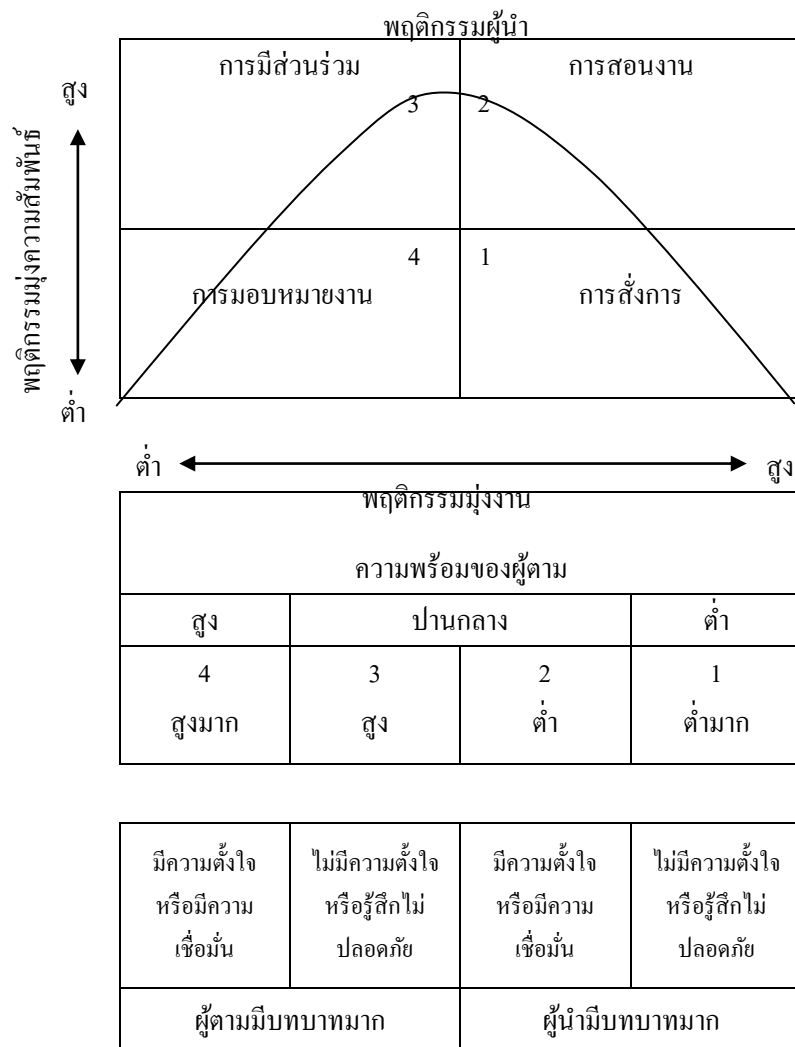 พฤติกรรมผู้นำ
การมีส่วนร่วม การสอนงาน
สูง
3 2
พฤติกรรมมุ่งความสัมพันธ์
4 1
การมอบหมายงาน การสั่งการ
ต่ำ
ต่ำ สูง
พฤติกรรมมุ่งงาน
ความพร้อมของผู้ตาม
สูง ปานกลาง ต่ำ
4 3 2 1
สูงมาก สูง ต่ำ ต่ำมาก
มีความตั้งใจ ไม่มีความตั้งใจ มีความตั้งใจ ไม่มีความตั้งใจ
หรือมีความ หรือรู้สึกไม่ หรือมีความ หรือรู้สึกไม่
เชื่อมั่น ปลอดภัย เชื่อมั่น ปลอดภัย
ผู้ตามมีบทบาทมาก ผู้นำมีบทบาทมาก